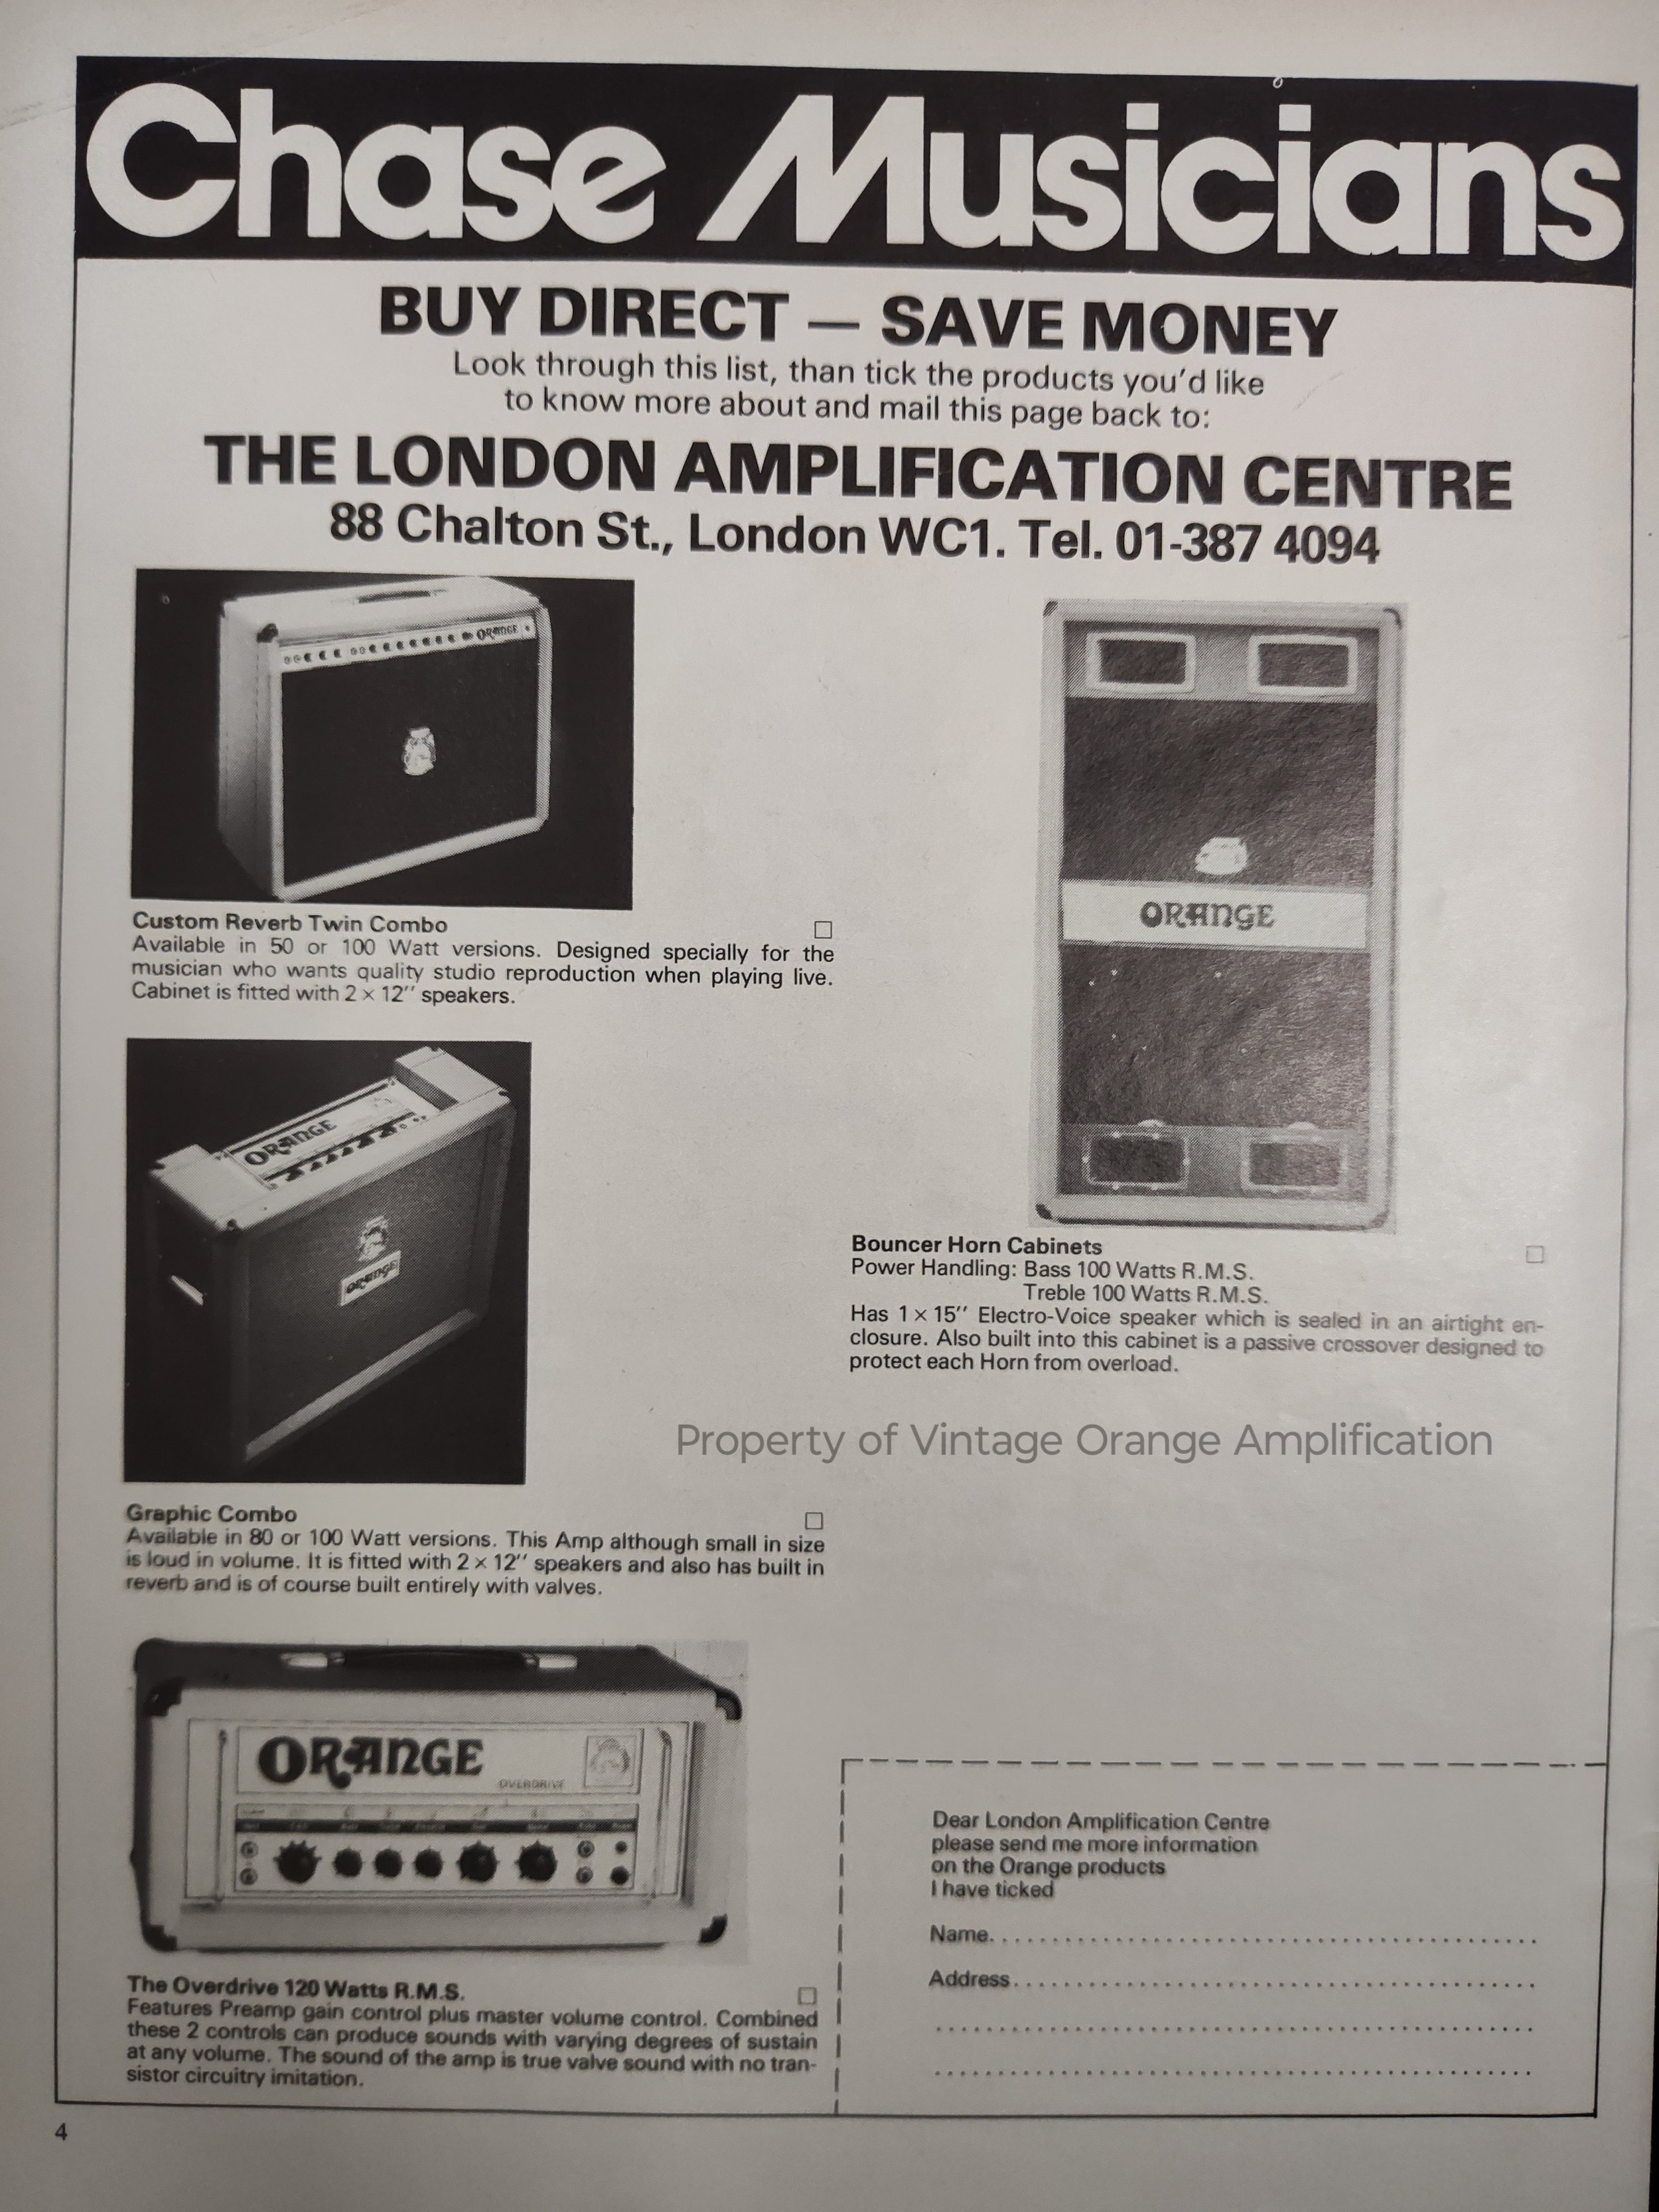 Chase Musicians
BUY DIRECT — SAVE MONEY
Look through this list, than tick the products you'd like
to know more about and mail this page back to:
THE LONDON AMPLIFICATION CENTRE
88 Chalton St., London WC1. Tel. 01-387 4094
ORANGE
Custom Reverb Twin Combo
Available in 50 or 100 Watt versions. Designed specially for the
musician who wants quality studio reproduction when playing live.
Cabinet is fitted with 2 × 12'' speakers.
ORANGE
ORANGE
Graphic Combo
Available in 80 or 100 Watt versions. This Amp although small in size
is loud in volume. It is fitted with 2 × 12'' speakers and also has built in
reverb and is of course built entirely with valves.
ORANGE
OVERDRIVE
The Overdrive 120 Watts R.M.S.
Features Preamp gain control plus master volume control. Combined
these 2 controls can produce sounds with varying degrees of sustain
at any volume. The sound of the amp is true valve sound with no tran-
sistor circuitry imitation.
ORANGE
Bouncer Horn Cabinets
Power Handling: Bass 100 Watts R.M.S.
Treble 100 Watts R.M.S.
Has 1 × 15'' Electro-Voice speaker which is sealed in an airtight en-
closure. Also built into this cabinet is a passive crossover designed to
protect each Horn from overload.
Property of Vintage Orange Amplification
Dear London Amplification Centre
please send me more information
on the Orange products
I have ticked
Name
Address
4